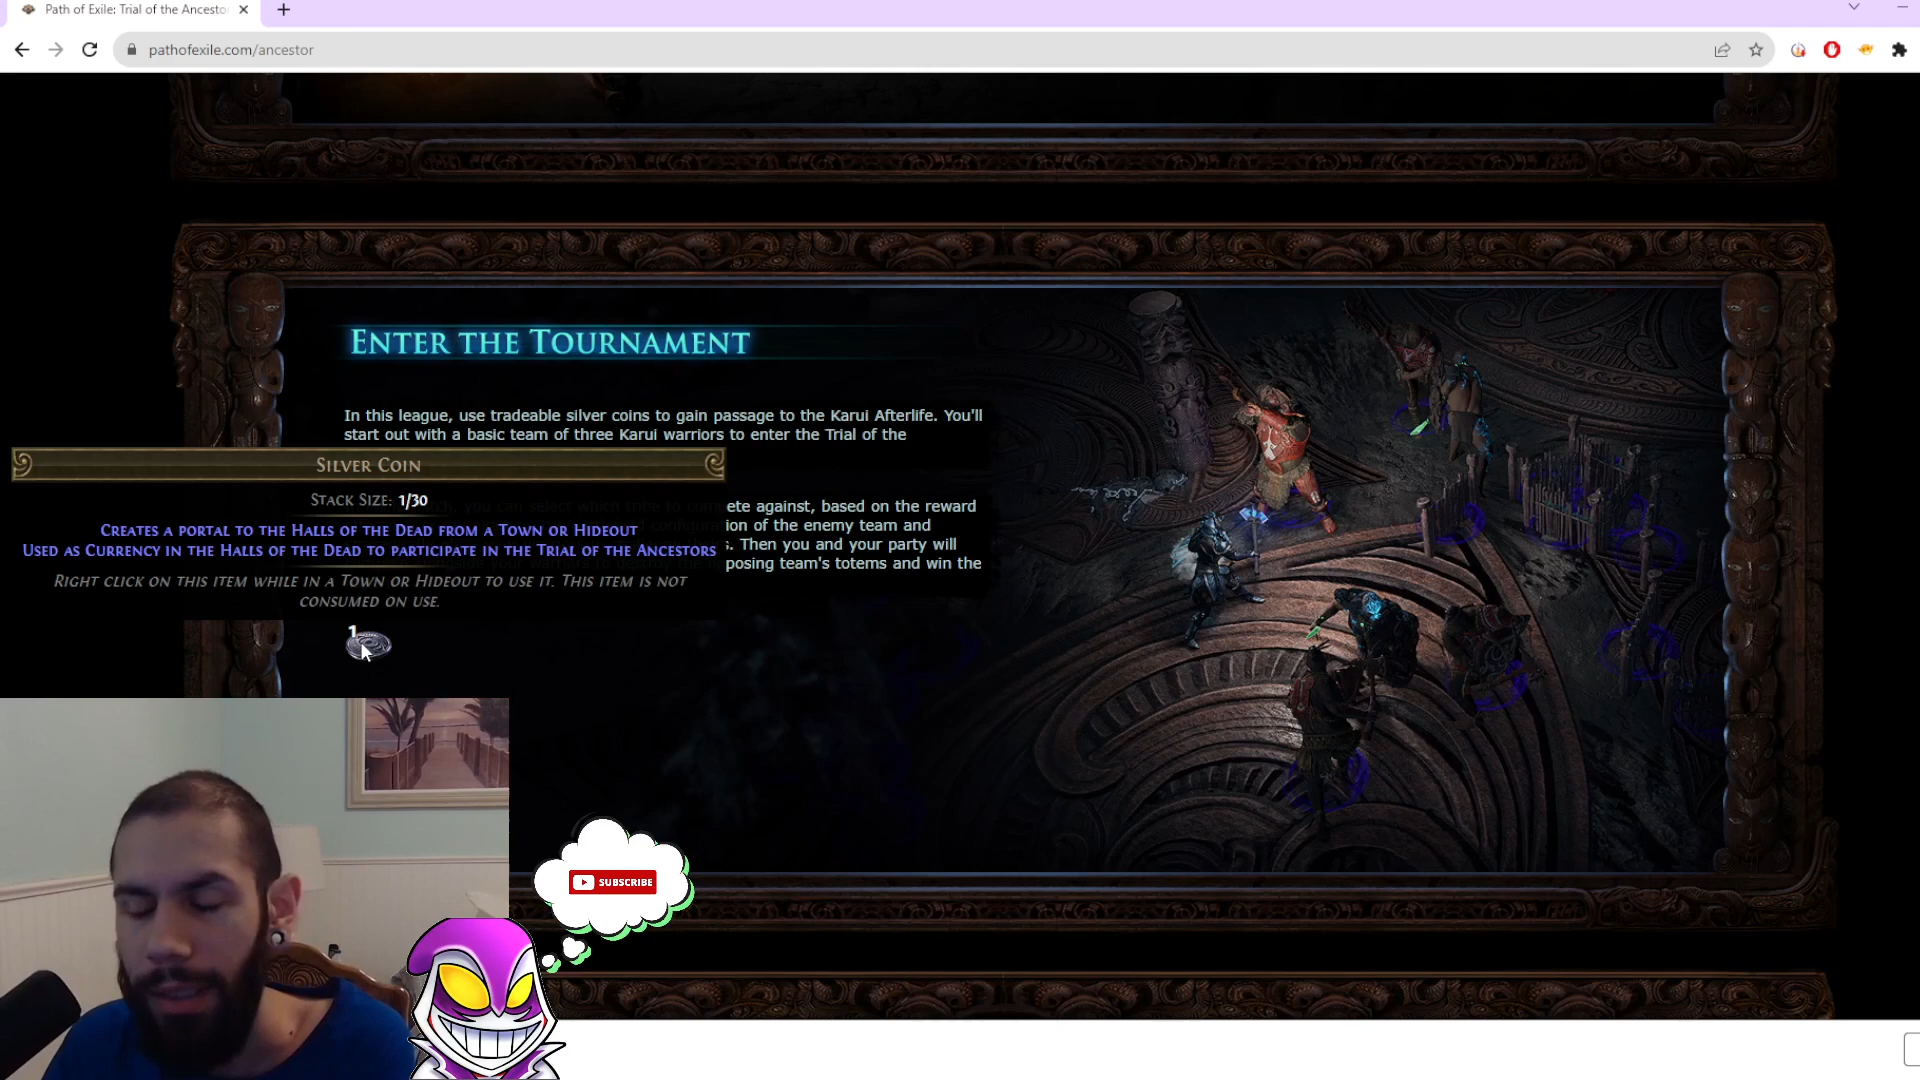 Path of Exile: Trial of the Ancesto
pathofexile.com/ancestor
ENTER THE TOURNAMENT
In this league, use tradeable silver coins to gain passage to the Karui Afterlife. You'll
start out with a basic team of three Karui warriors to enter the Trial of the
SILVER COIN
STACK SIZE: 1/30
CREATES A PORTAL TO THE HALLS OF THE DEAD FROM A TOWN OR HIDEOUT
USED AS CURRENCY IN THE HALLS OF THE DEAD TO PARTICIPATE IN THE TRIAL OF THE ANCESTORS
RIGHT CLICK ON THIS ITEM WHILE IN A TOWN OR HIDEOUT TO USE IT. THIS ITEM IS NOT
CONSUMED ON USE.
ete against, based on the reward
ion of the enemy team and
. Then you and your party will
posing team's totems and win the
1
SUBSCRIBE